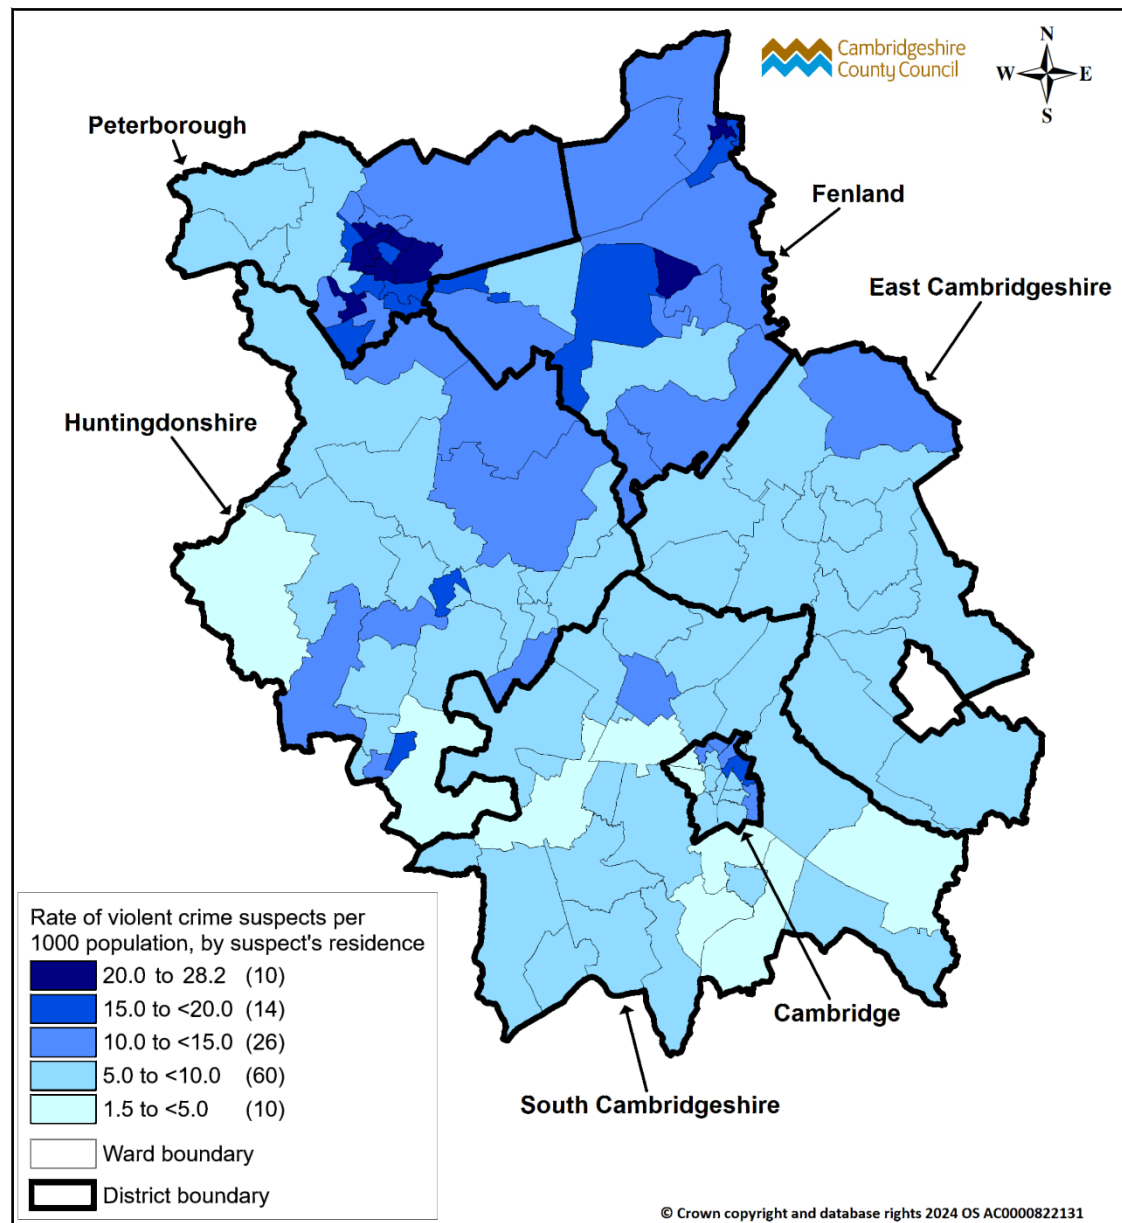 Cambridgeshire
County Council
N
W
E
S
Peterborough
Fenland
East Cambridgeshire
Huntingdonshire
Rate of violent crime suspects per
1000 population, by suspect's residence
20.0 to 28.2 (10)
15.0 to <20.0 (14)
10.0 to <15.0 (26)
5.0 to <10.0 (60)
1.5 to <5.0 (10)
Ward boundary
District boundary
Cambridge
South Cambridgeshire
© Crown copyright and database rights 2024 OS AC0000822131